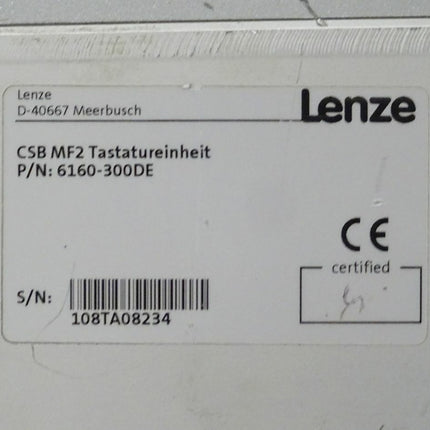 Lenze
D-40667 Meerbusch
Lenze
CSB MF2 Tastatureinheit
P/N: 6160-300DE
CE
certified
S/N:
108TA08234